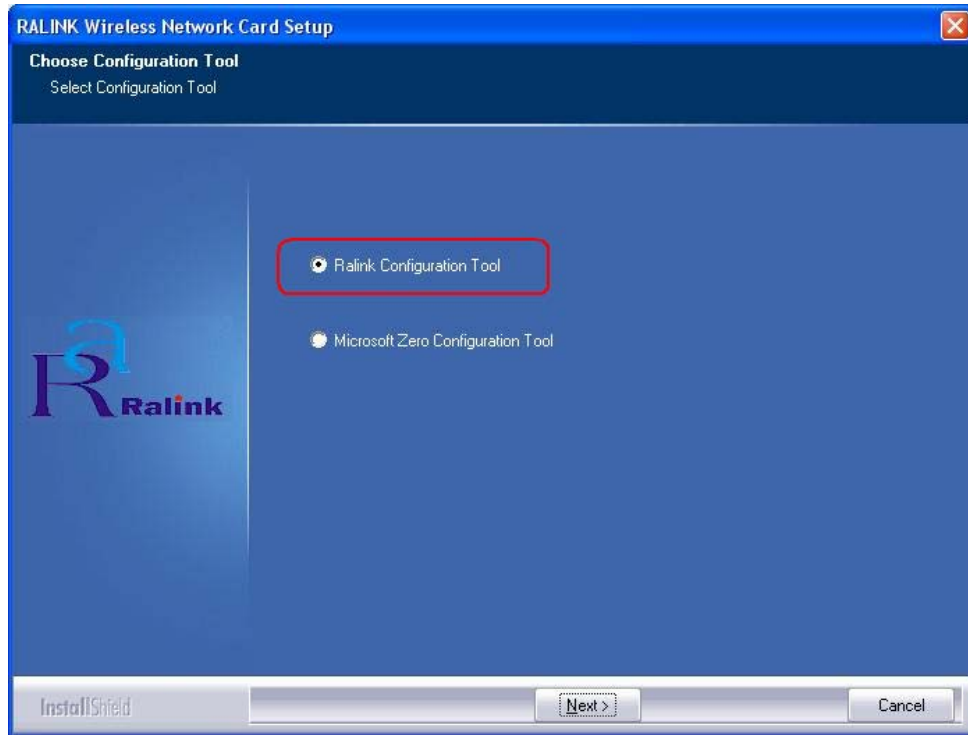 RALINK Wireless Network Card Setup
Choose Configuration Tool
Select Configuration Tool
Ralink Configuration Tool
Microsoft Zero Configuration Tool
Ra
Ralink
InstallShield
Next >
Cancel